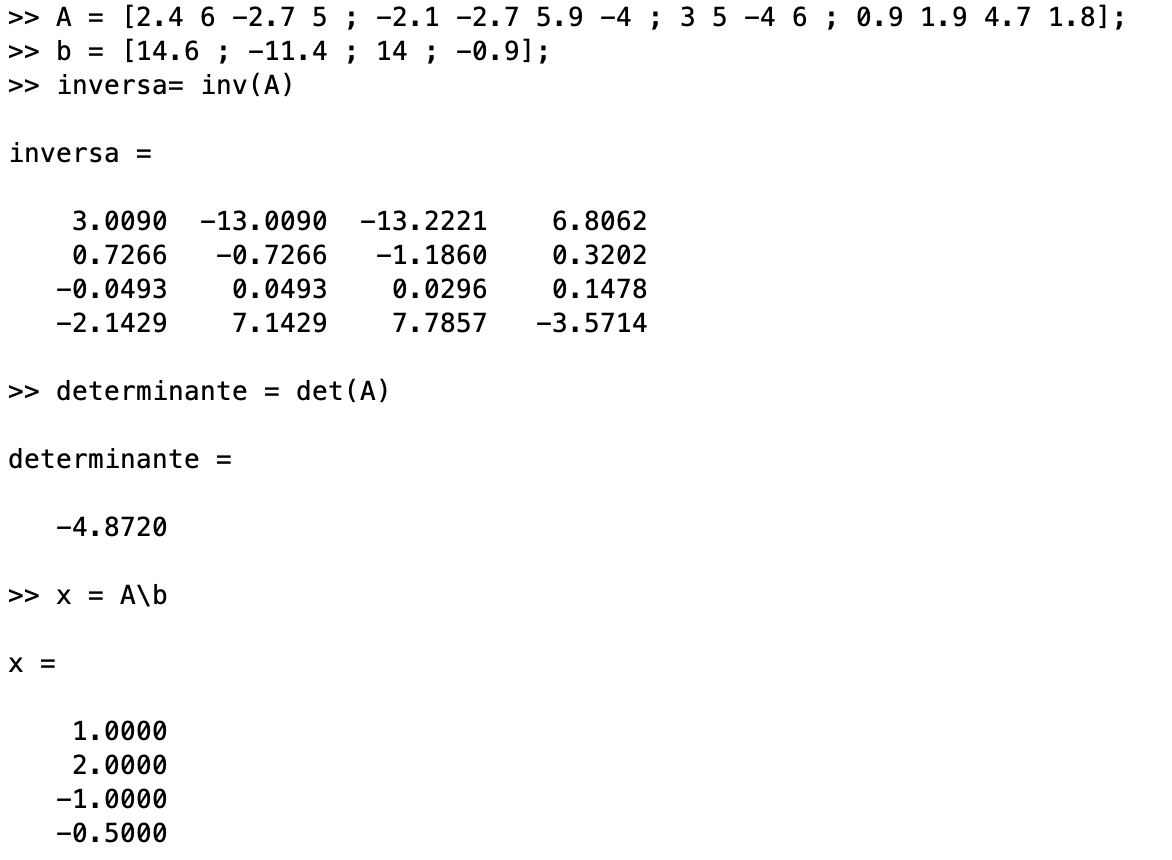 >> A = [2.4 6 -2.7 5 ; -2.1 -2.7 5.9 -4 ; 3 5 -4 6 ; 0.9 1.9 4.7 1.8];
>> b = [14.6 ; -11.4 ; 14 ; -0.9];
>> inversa= inv(A)
inversa =
3.0090 -13.0090 -13.2221 6.8062
0.7266 -0.7266 -1.1860 0.3202
-0.0493 0.0493 0.0296 0.1478
-2.1429 7.1429 7.7857 -3.5714
>> determinante = det(A)
determinante =
-4.8720
>> x = A\b
x =
1.0000
2.0000
-1.0000
-0.5000